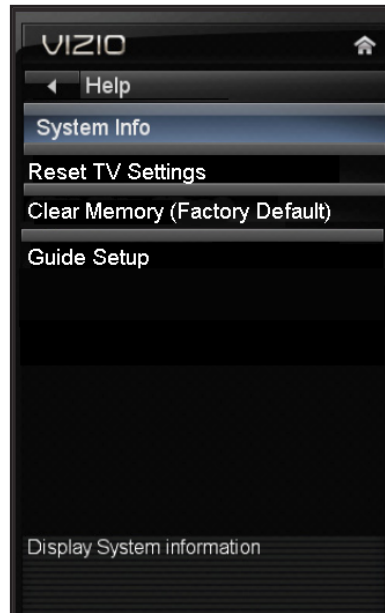 VIZIO
Help
System Info
Reset TV Settings
Clear Memory (Factory Default)
Guide Setup
Display System information